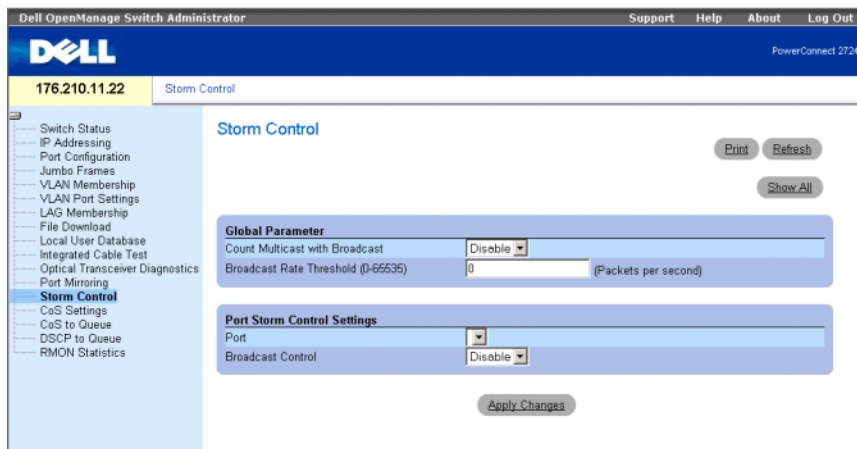 Dell OpenManage Switch Administrator
Support Help About Log Out
DELL
PowerConnect 2724
176.210.11.22
Storm Control
Switch Status
IP Addressing
Port Configuration
Jumbo Frames
VLAN Membership
VLAN Port Settings
LAG Membership
File Download
Local User Database
Integrated Cable Test
Optical Transceiver Diagnostics
Port Mirroring
Storm Control
CoS Settings
CoS to Queue
DSCP to Queue
RMON Statistics
Storm Control
Print Refresh
Show All
Global Parameter
Count Multicast with Broadcast Disable
Broadcast Rate Threshold (0-65535) 0 (Packets per second)
Port Storm Control Settings
Port
Broadcast Control Disable
Apply Changes